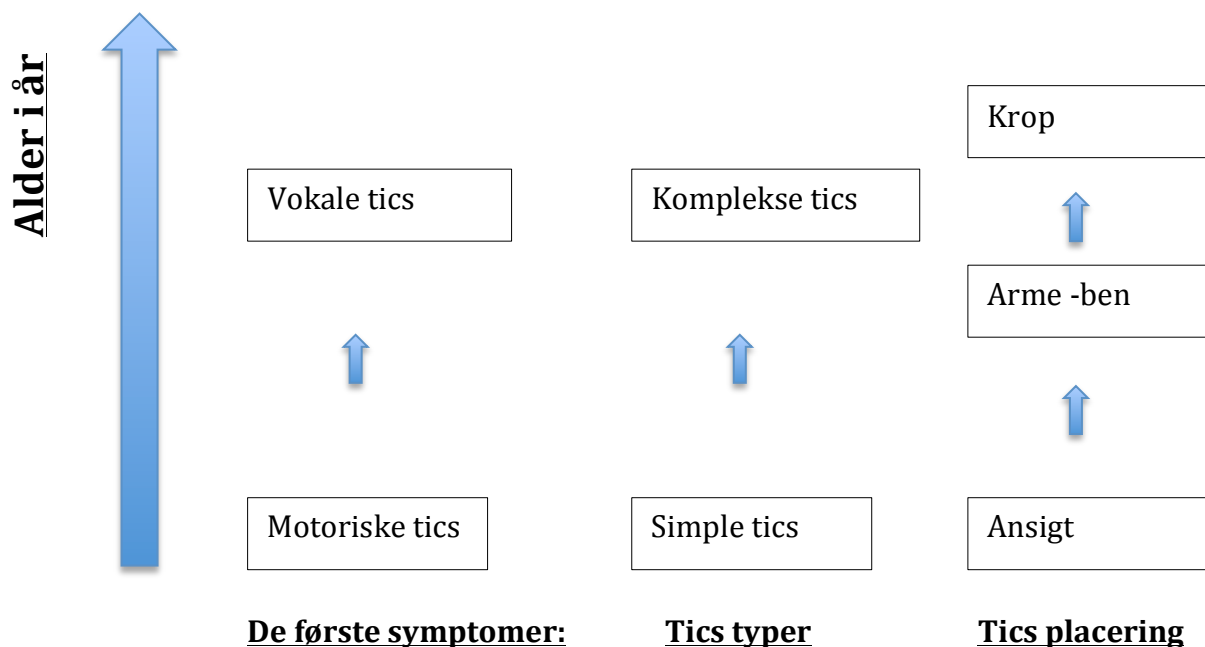 Alder i år
Krop
Vokale tics
Komplekse tics
Arme -ben
Motoriske tics
Simple tics
Ansigt
De første symptomer:
Tics typer
Tics placering